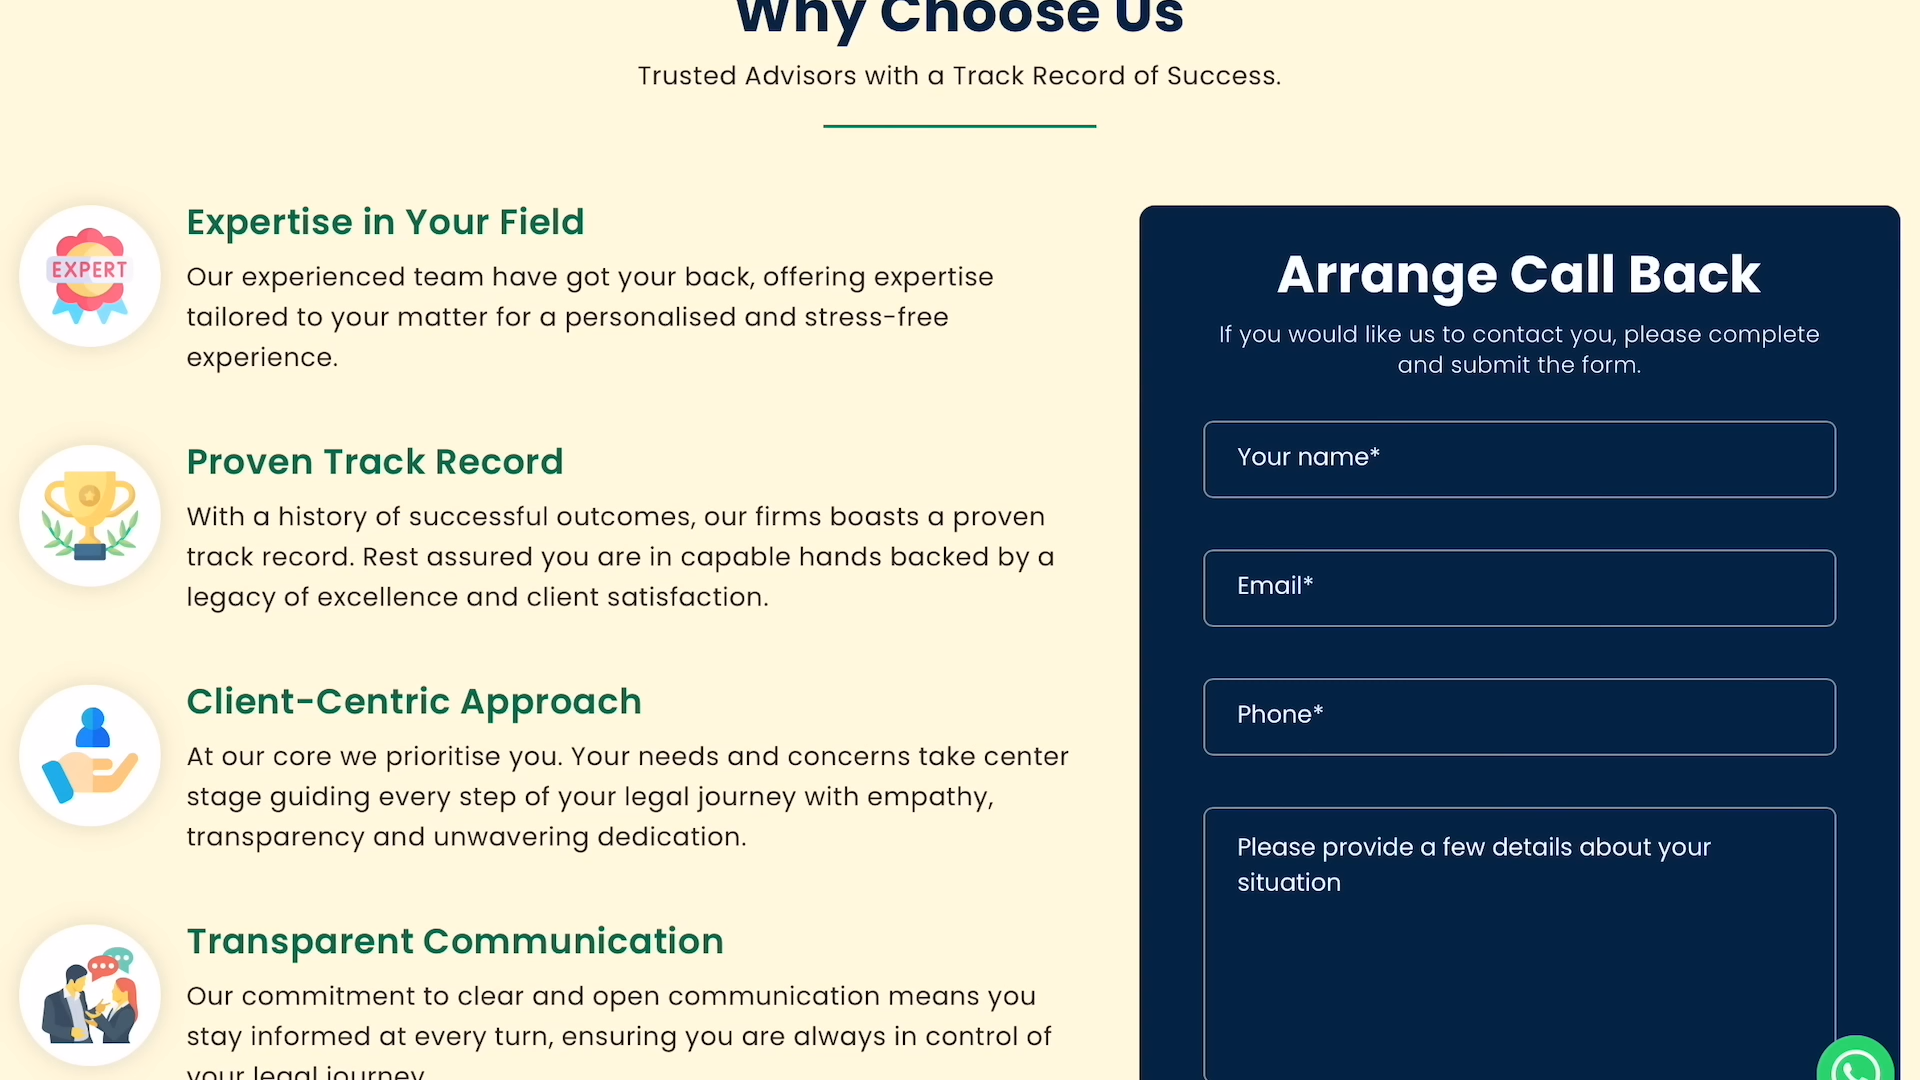 Why Choose Us
Trusted Advisors with a Track Record of Success.
EXPERT
Expertise in Your Field
Our experienced team have got your back, offering expertise
tailored to your matter for a personalised and stress-free
experience.
Proven Track Record
With a history of successful outcomes, our firms boasts a proven
track record. Rest assured you are in capable hands backed by a
legacy of excellence and client satisfaction.
Client-Centric Approach
At our core we prioritise you. Your needs and concerns take center
stage guiding every step of your legal journey with empathy,
transparency and unwavering dedication.
Transparent Communication
Our commitment to clear and open communication means you
stay informed at every turn, ensuring you are always in control of
your legal journey.
Arrange Call Back
If you would like us to contact you, please complete
and submit the form.
Your name*
Email*
Phone*
Please provide a few details about your
situation